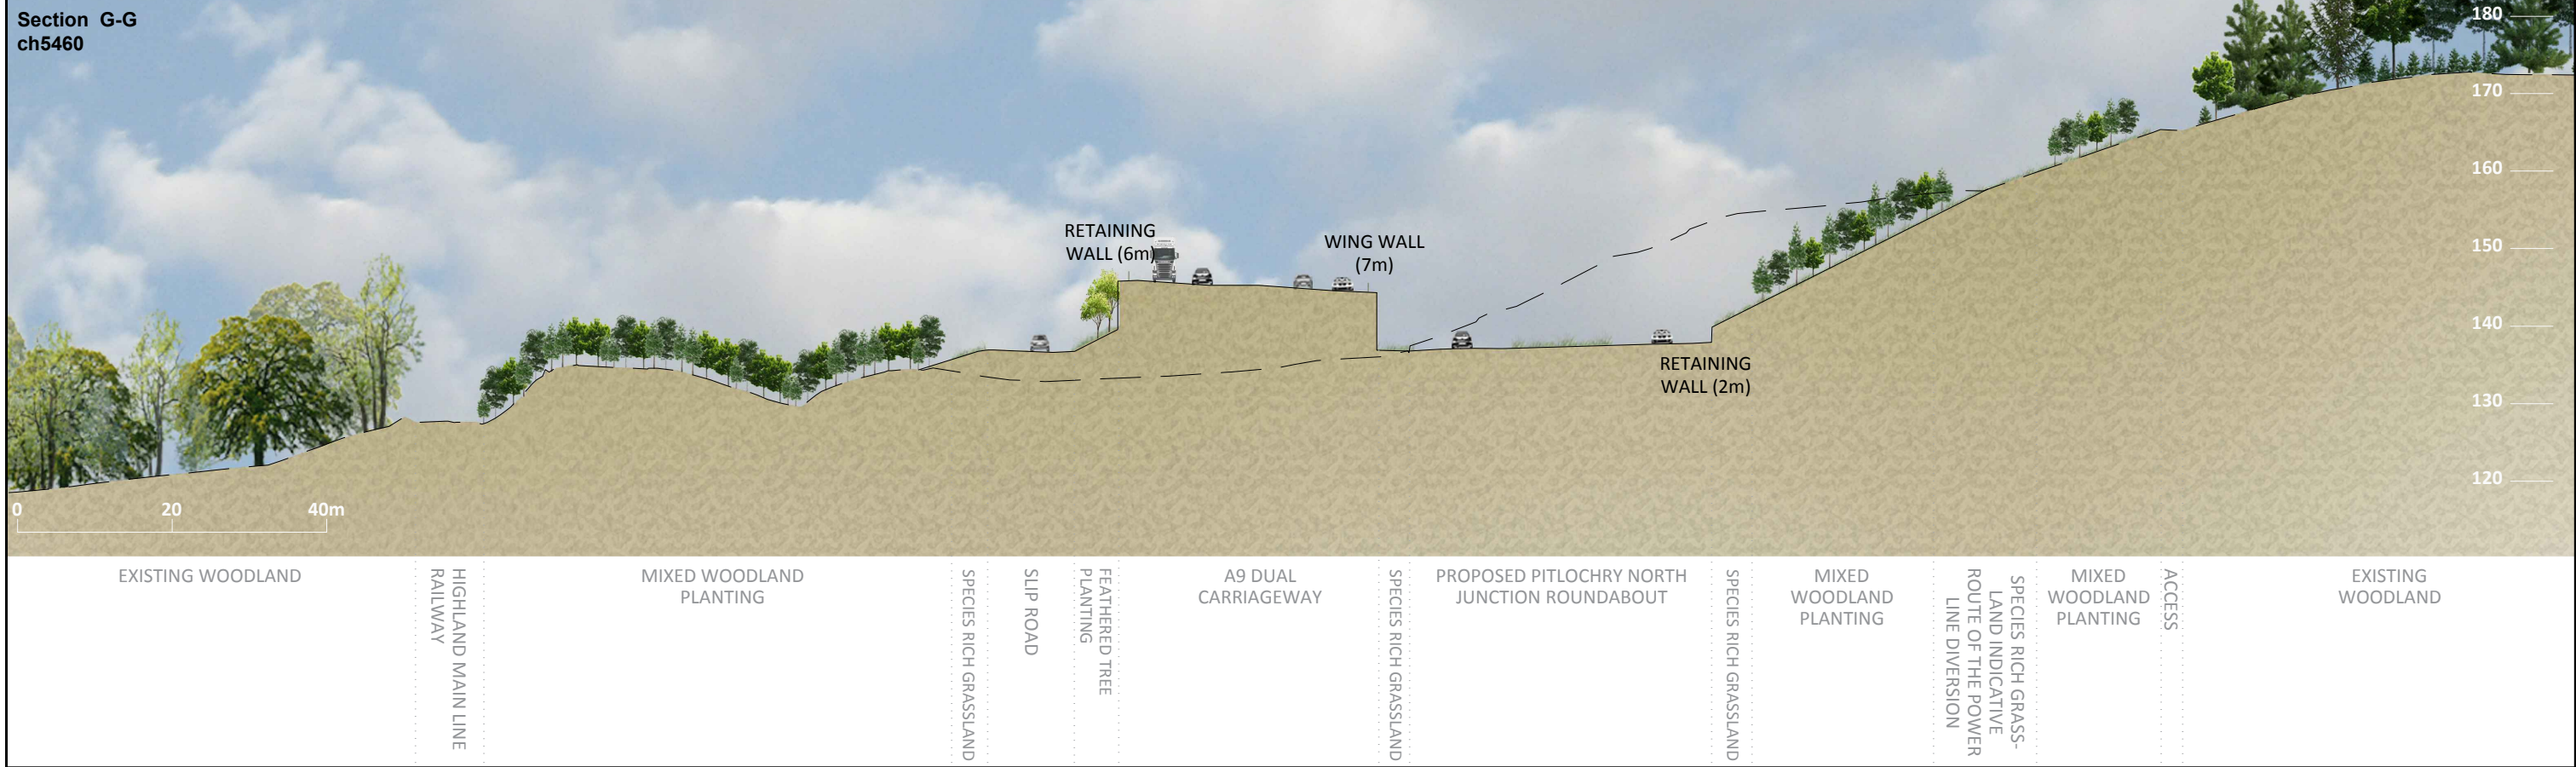 Section G-G
ch5460
180
170
160
150
140
130
120
RETAINING
WALL (6m)
WING WALL
(7m)
RETAINING
WALL (2m)
0 20 40m
EXISTING WOODLAND
HIGHLAND MAIN LINE
RAILWAY
MIXED WOODLAND
PLANTING
SPECIES RICH GRASSLAND
SLIP ROAD
FEATHERED TREE
PLANTING
A9 DUAL
CARRIAGEWAY
SPECIES RICH GRASSLAND
PROPOSED PITLOCHRY NORTH
JUNCTION ROUNDABOUT
SPECIES RICH GRASSLAND
MIXED
WOODLAND
PLANTING
SPECIES RICH GRASS-
LAND INDICATIVE
ROUTE OF THE POWER
LINE DIVERSION
MIXED
WOODLAND
PLANTING
ACCESS
EXISTING
WOODLAND